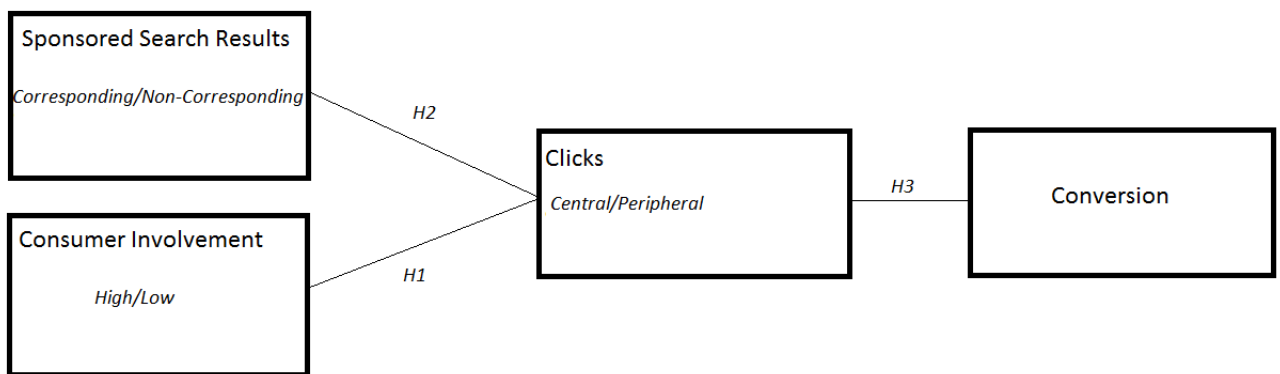 Sponsored Search Results
Corresponding/Non-Corresponding
H2
Clicks
Central/Peripheral
H3
Conversion
Consumer Involvement
High/Low
H1